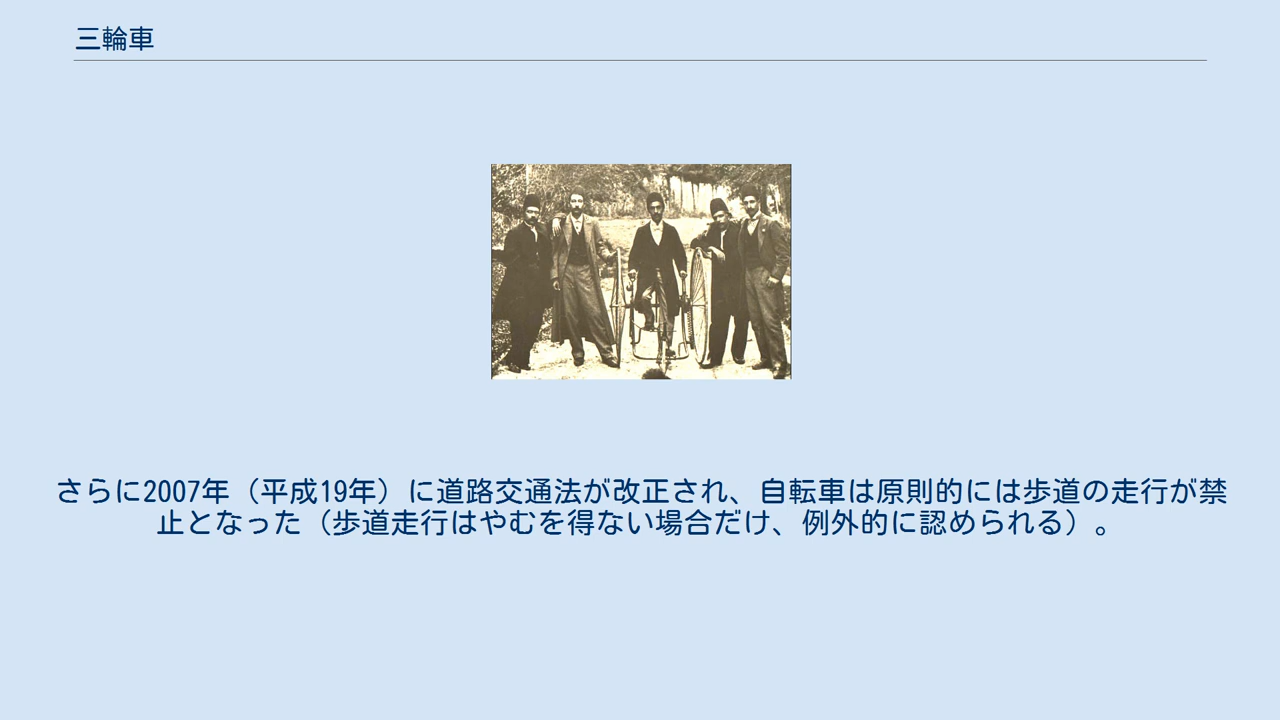 三輪車
さらに2007年（平成19年）に道路交通法が改正され、自転車は原則的には歩道の走行が禁
止となった（歩道走行はやむを得ない場合だけ、例外的に認められる）。